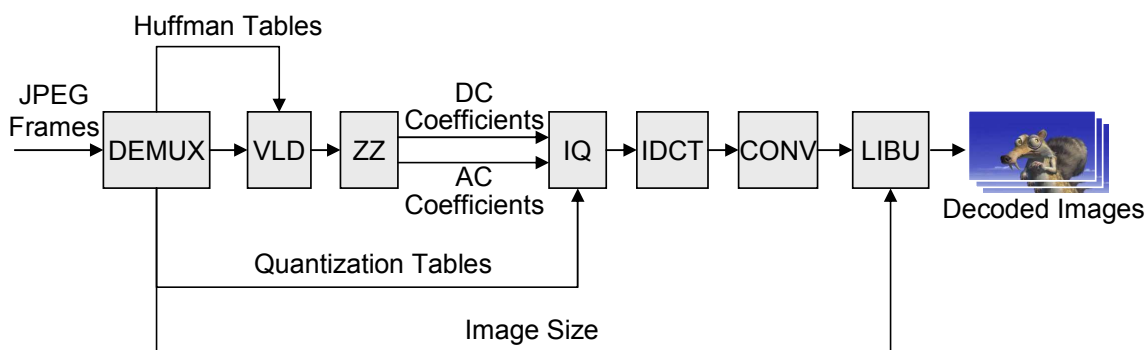 Huffman Tables
JPEG
Frames
DEMUX
VLD
ZZ
DC
Coefficients
AC
Coefficients
IQ
IDCT
CONV
LIBU
Decoded Images
Quantization Tables
Image Size